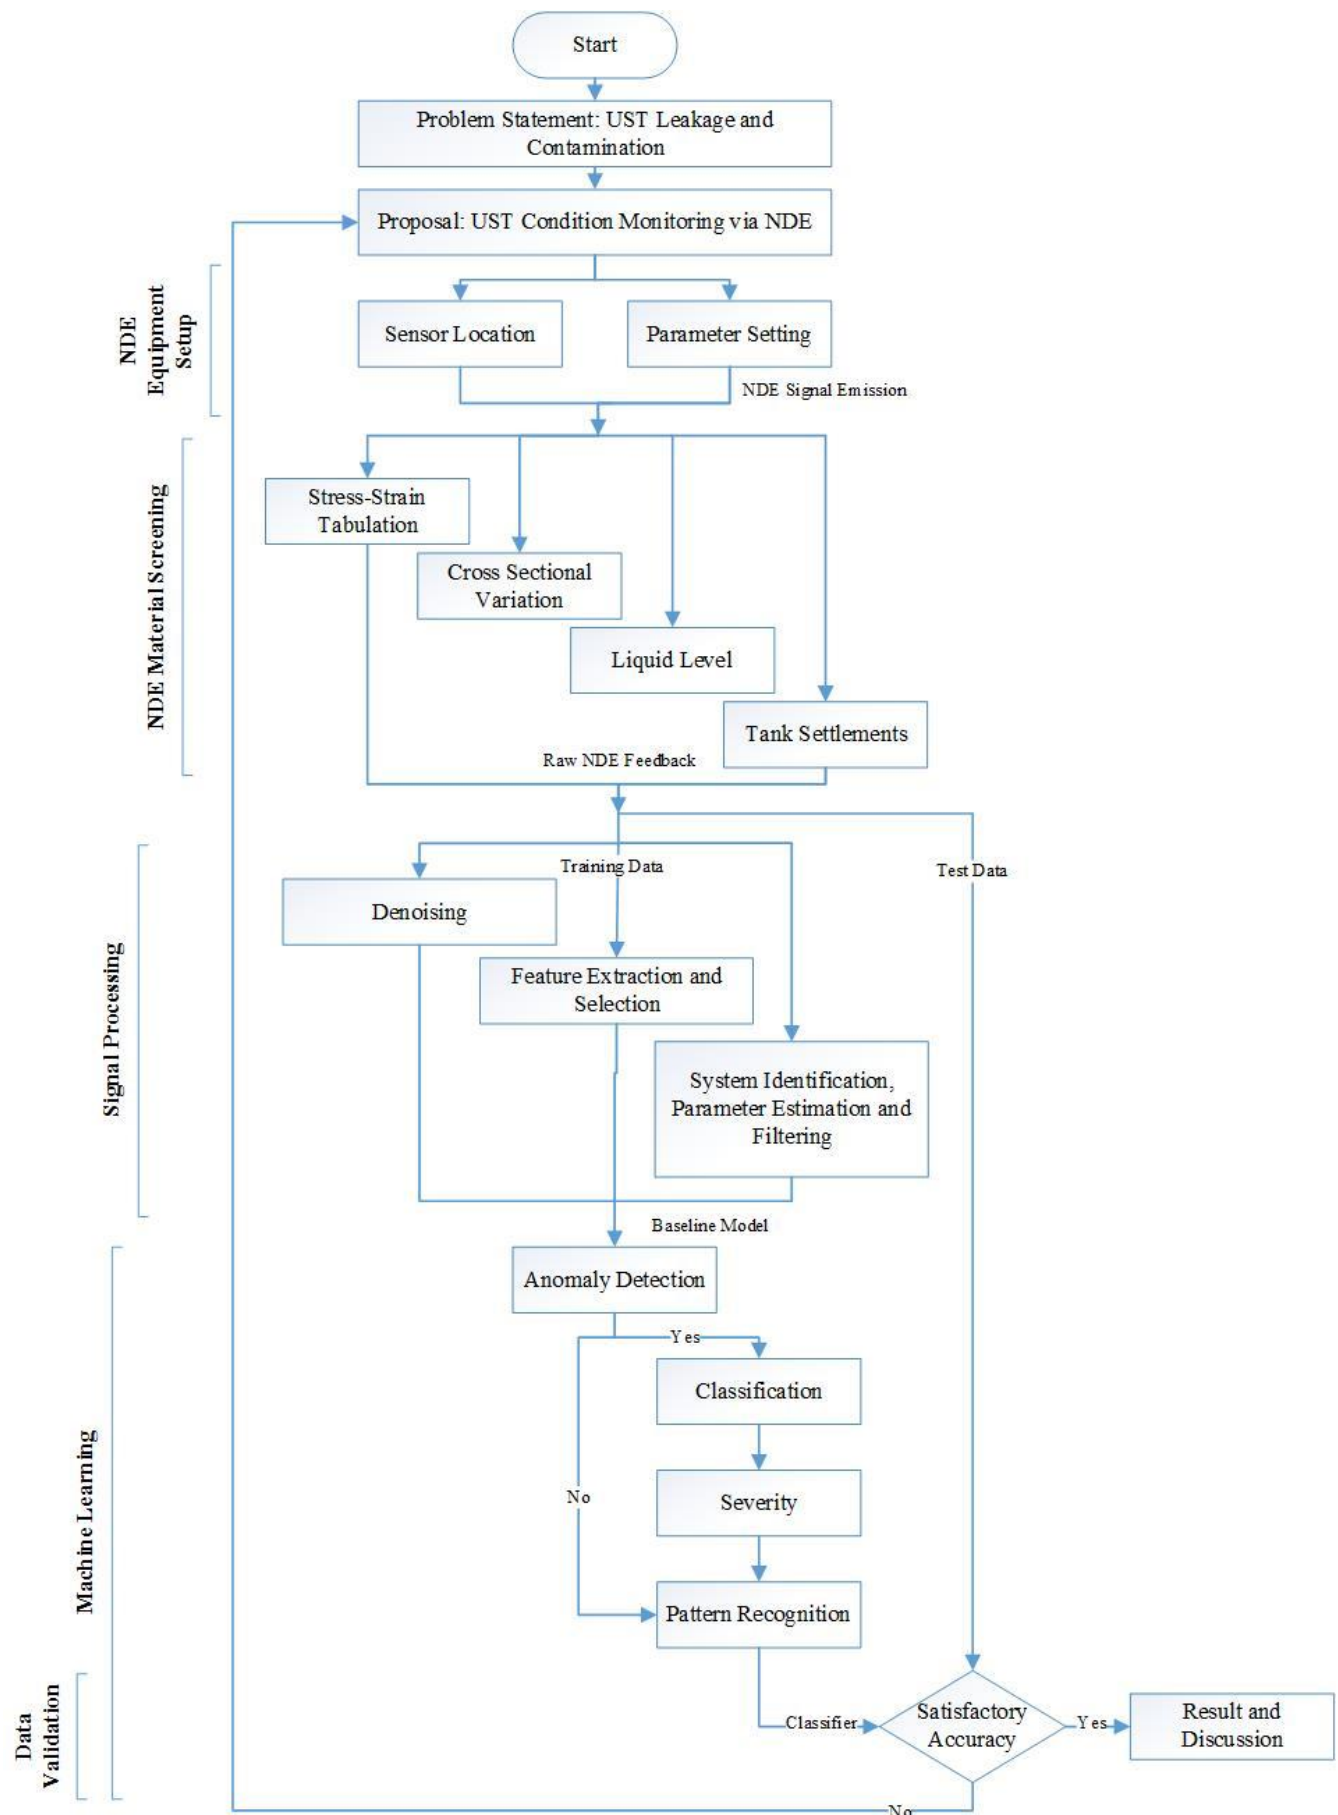 Start
Problem Statement: UST Leakage and
Contamination
Proposal: UST Condition Monitoring via NDE
NDE
Equipment
Setup
Sensor Location
Parameter Setting
NDE Signal Emission
NDE Material Screening
Stress-Strain
Tabulation
Cross Sectional
Variation
Liquid Level
Tank Settlements
Raw NDE Feedback
Signal Processing
Training Data
Test Data
Denoising
Feature Extraction and
Selection
System Identification,
Parameter Estimation and
Filtering
Baseline Model
Machine Learning
Anomaly Detection
Yes
Classification
No
Severity
Pattern Recognition
Data
Validation
Classifier
Satisfactory
Accuracy
Yes
Result and
Discussion
No